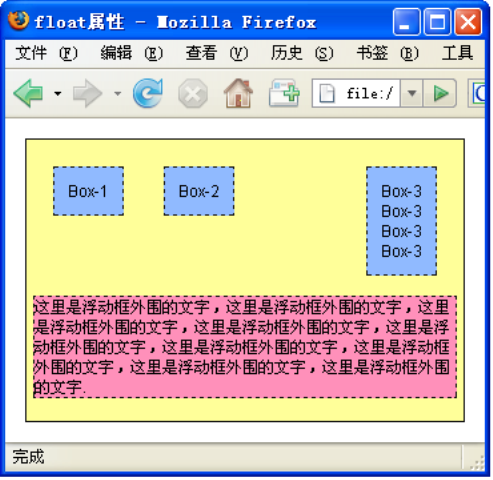 float属性 - Mozilla Firefox
文件 (F) 编辑 (E) 查看 (V) 历史 (S) 书签 (B) 工具
file:/
Box-1 Box-2 Box-3
Box-3
Box-3
Box-3
这里是浮动框外围的文字，这里是浮动框外围的文字，这里
是浮动框外围的文字，这里是浮动框外围的文字，这里是浮
动框外围的文字，这里是浮动框外围的文字，这里是浮动框
外围的文字，这里是浮动框外围的文字，这里是浮动框外围
的文字.
完成